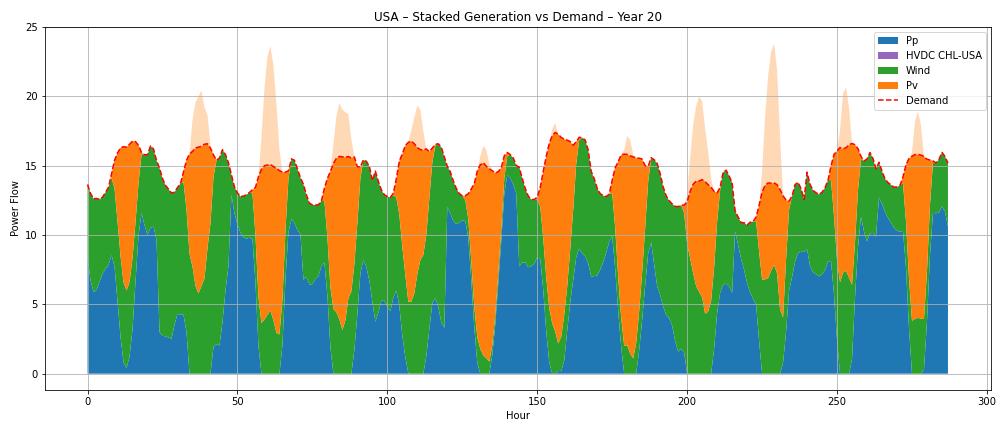 USA – Stacked Generation vs Demand – Year 20
Power Flow
25
20
15
10
5
0
0 50 100 150 200 250 300
Hour
Pp
HVDC CHL-USA
Wind
Pv
Demand